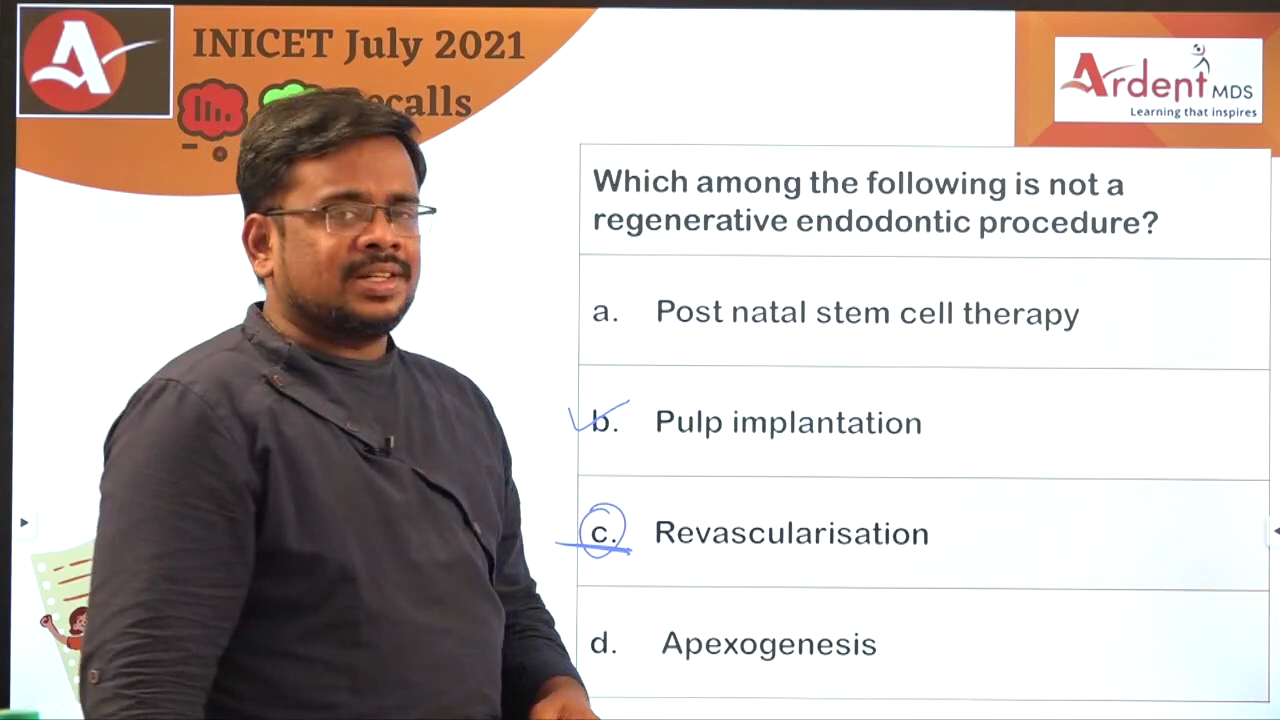 INICET July 2021
ecalls
Ardent MDS
Learning that inspires
Which among the following is not a
regenerative endodontic procedure?
a. Post natal stem cell therapy
b. Pulp implantation
c. Revascularisation
d. Apexogenesis